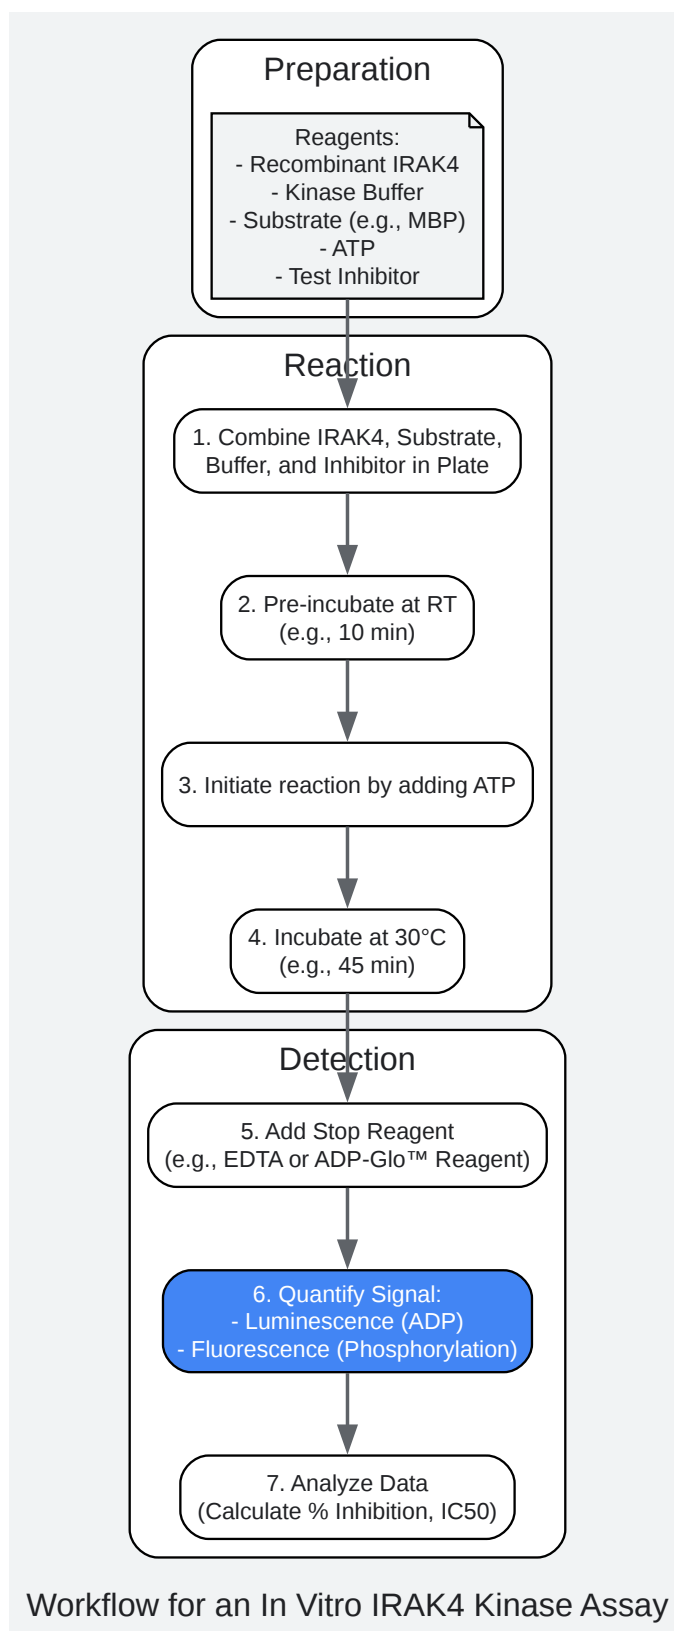 Preparation
Reagents:
- Recombinant IRAK4
- Kinase Buffer
- Substrate (e.g., MBP)
- ATP
- Test Inhibitor
Reaction
1. Combine IRAK4, Substrate,
Buffer, and Inhibitor in Plate
2. Pre-incubate at RT
(e.g., 10 min)
3. Initiate reaction by adding ATP
4. Incubate at 30°C
(e.g., 45 min)
Detection
5. Add Stop Reagent
(e.g., EDTA or ADP-Glo™ Reagent)
6. Quantify Signal:
- Luminescence (ADP)
- Fluorescence (Phosphorylation)
7. Analyze Data
(Calculate % Inhibition, IC50)
Workflow for an In Vitro IRAK4 Kinase Assay